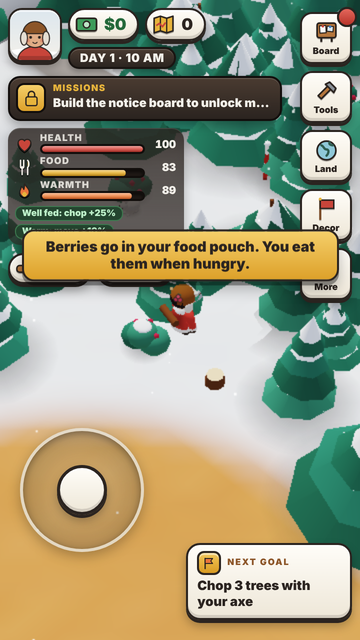 $0
0
DAY 1 · 10 AM
MISSIONS
Build the notice board to unlock m...
HEALTH
100
FOOD
83
WARMTH
89
Well fed: chop +25%
Berries go in your food pouch. You eat
them when hungry.
Board
Tools
Land
Decor
More
NEXT GOAL
Chop 3 trees with
your axe